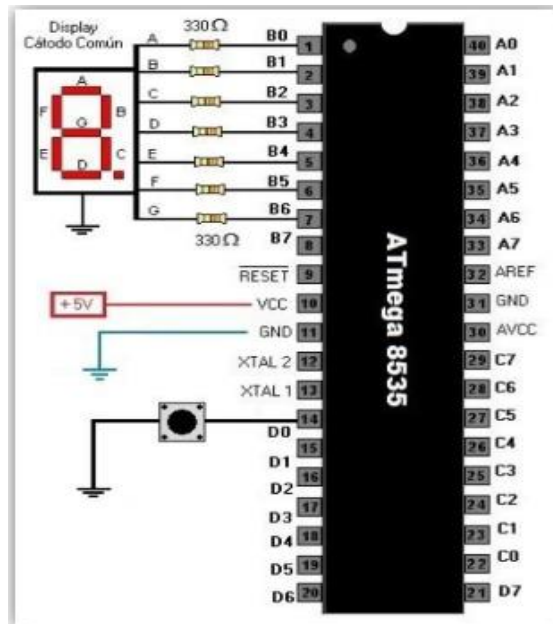 Display
Cátodo Común
330Ω
A
B
C
D
E
F
G
A
F
B
G
E
C
D
330Ω
B0 1
B1 2
B2 3
B3 4
B4 5
B5 6
B6 7
B7 8
RESET 9
+5V
VCC 10
GND 11
XTAL 2 12
XTAL 1 13
14
D0
15
D1
16
D2
17
D3
18
D4
19
D5
20
D6
ATmega 8535
40 A0
39 A1
38 A2
37 A3
36 A4
35 A5
34 A6
33 A7
32 AREF
31 GND
30 AVCC
29 C7
28 C6
27 C5
26 C4
25 C3
24 C2
23 C1
22 C0
21 D7